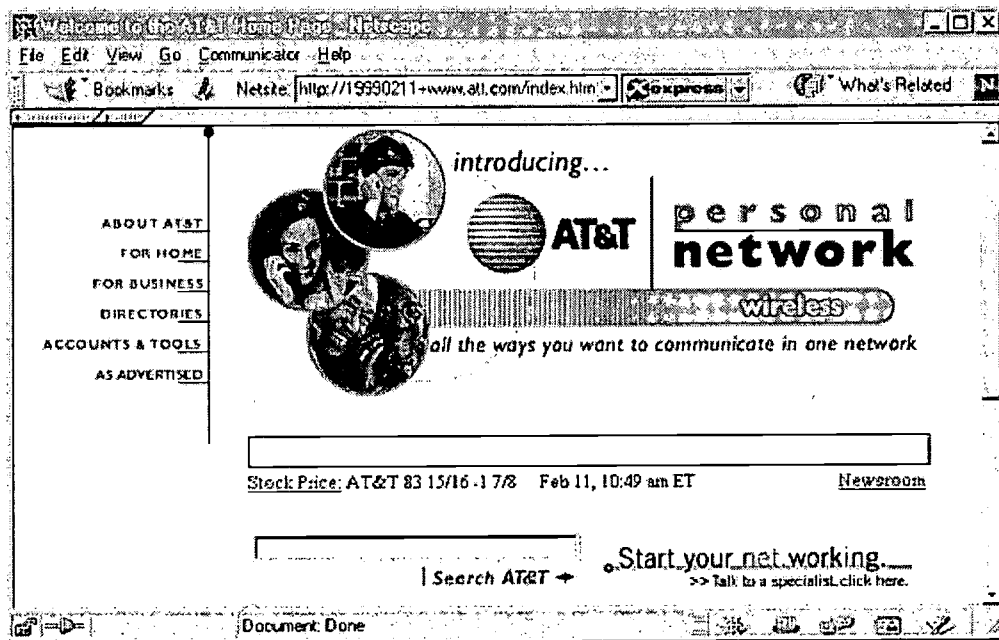 Welcome to the AT&T Home Page - Netscape
File Edit View Go Communicator Help
Bookmarks Netsite: http://19990211+www.att.com/index.htm express What's Related N
introducing...
AT&T
personal
network
wireless
all the ways you want to communicate in one network
ABOUT AT&T
FOR HOME
FOR BUSINESS
DIRECTORIES
ACCOUNTS & TOOLS
AS ADVERTISED
Stock Price: AT&T 83 15/16 -1 7/8 Feb 11, 10:49 am ET Newsroom
Search AT&T
Start your net.working.
>> Talk to a specialist, click here.
Document: Done